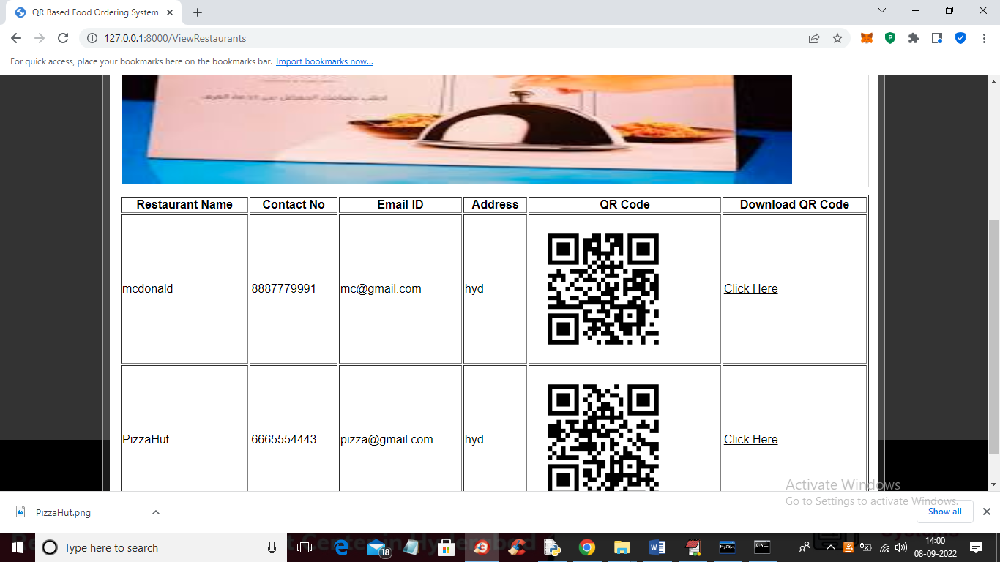 QR Based Food Ordering System
127.0.0.1:8000/ViewRestaurants
For quick access, place your bookmarks here on the bookmarks bar. Import bookmarks now...
Restaurant Name Contact No Email ID Address QR Code Download QR Code
mcdonald 8887779991 mc@gmail.com hyd Click Here
PizzaHut 6665554443 pizza@gmail.com hyd Click Here
Activate Windows
Go to Settings to activate Windows.
PizzaHut.png
Show all
Type here to search
18
14:00
08-09-2022